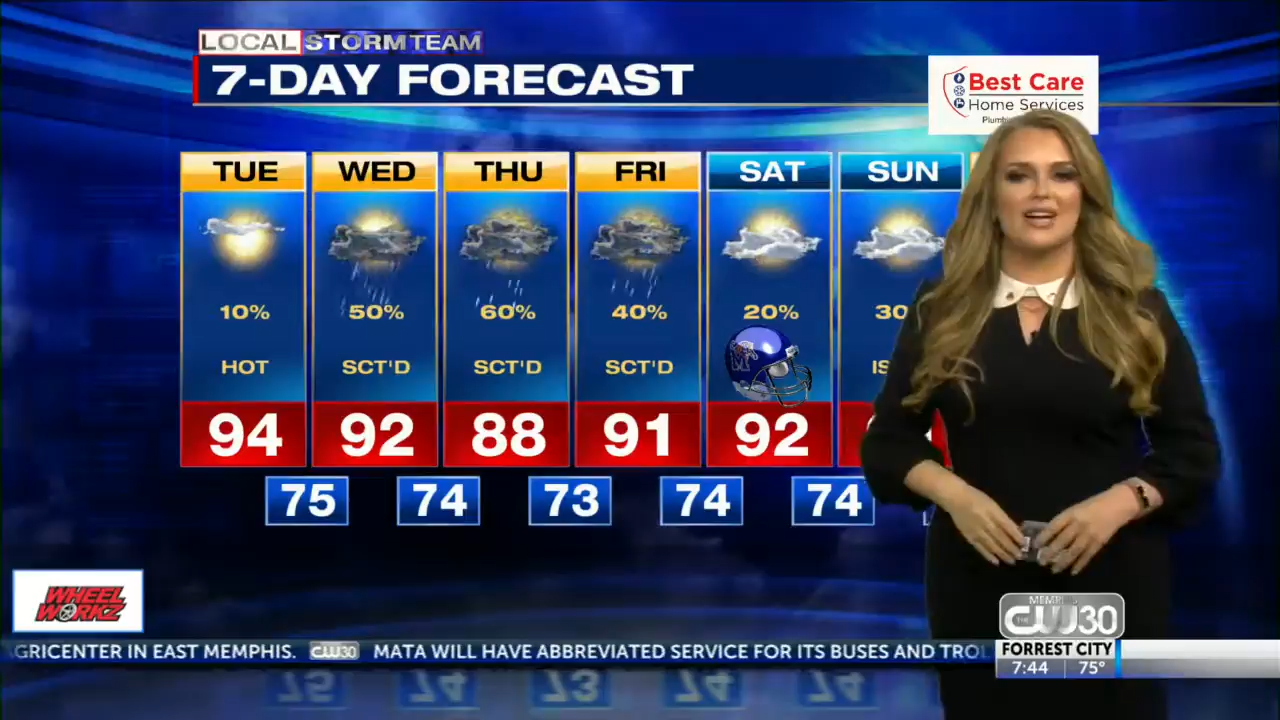 LOCAL STORM TEAM
7-DAY FORECAST
Best Care
Home Services
TUE WED THU FRI SAT SUN
10% 50% 60% 40% 20% 30
HOT SCT'D SCT'D SCT'D
M
94 92 88 91 92
75 74 73 74 74
WHEEL
WORKZ
MEMPHIS
THE CW30
GRICENTER IN EAST MEMPHIS. CW30 MATA WILL HAVE ABBREVIATED SERVICE FOR ITS BUSES AND TROL
FORREST CITY
7:44 75°